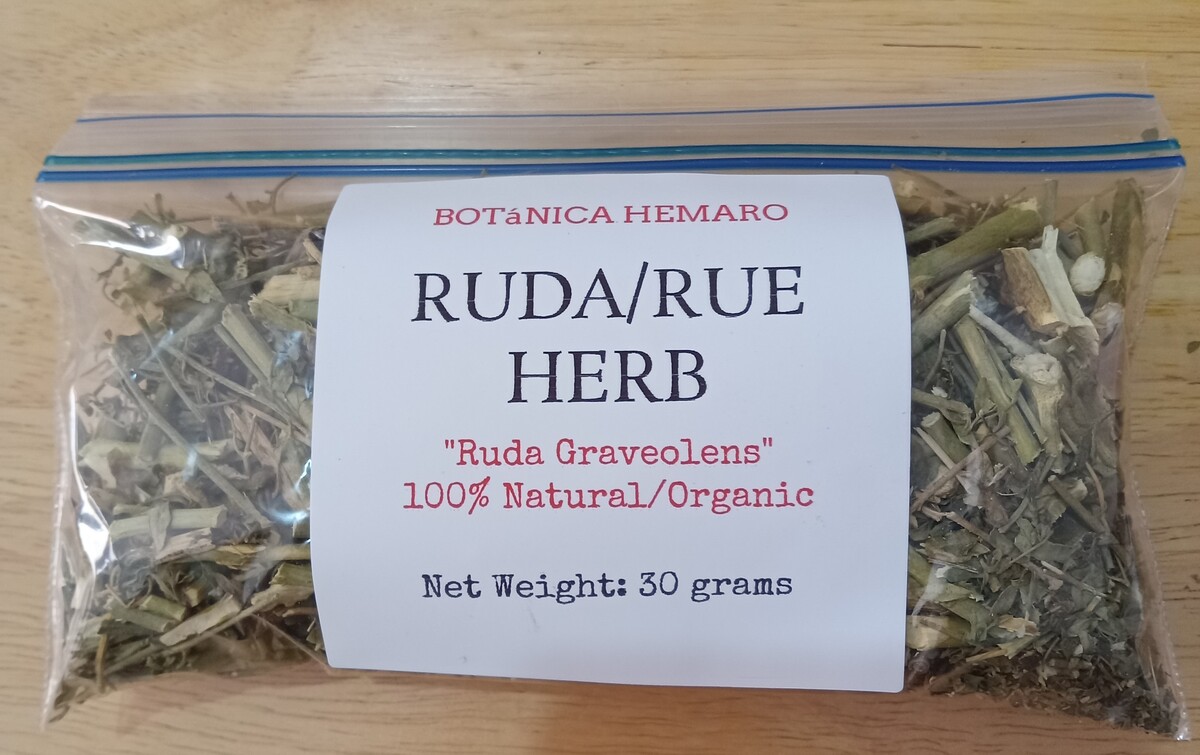 BOTáNICA HEMARO
RUDA/RUE
HERB
"Ruda Graveolens"
100% Natural/Organic
Net Weight: 30 grams